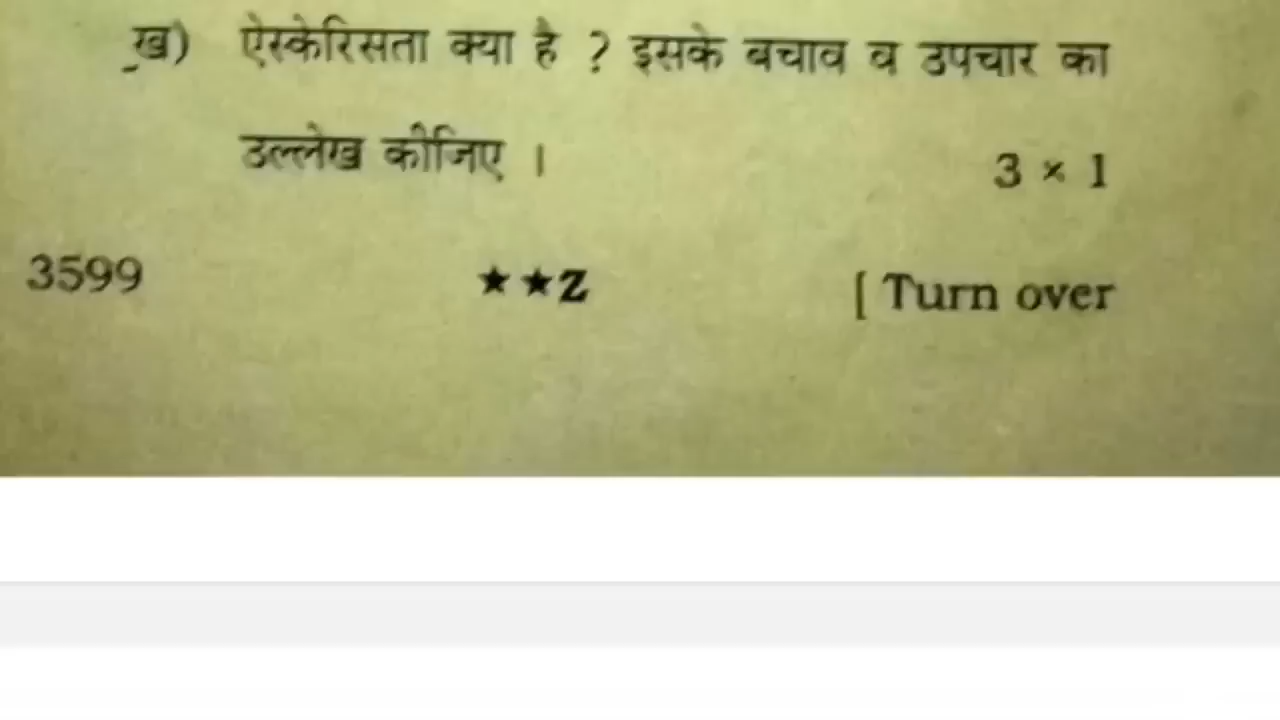 ख) ऐस्केरिसता क्या है ? इसके बचाव व उपचार का
उल्लेख कीजिए ।
3 × 1
3599 ★★Z [ Turn over